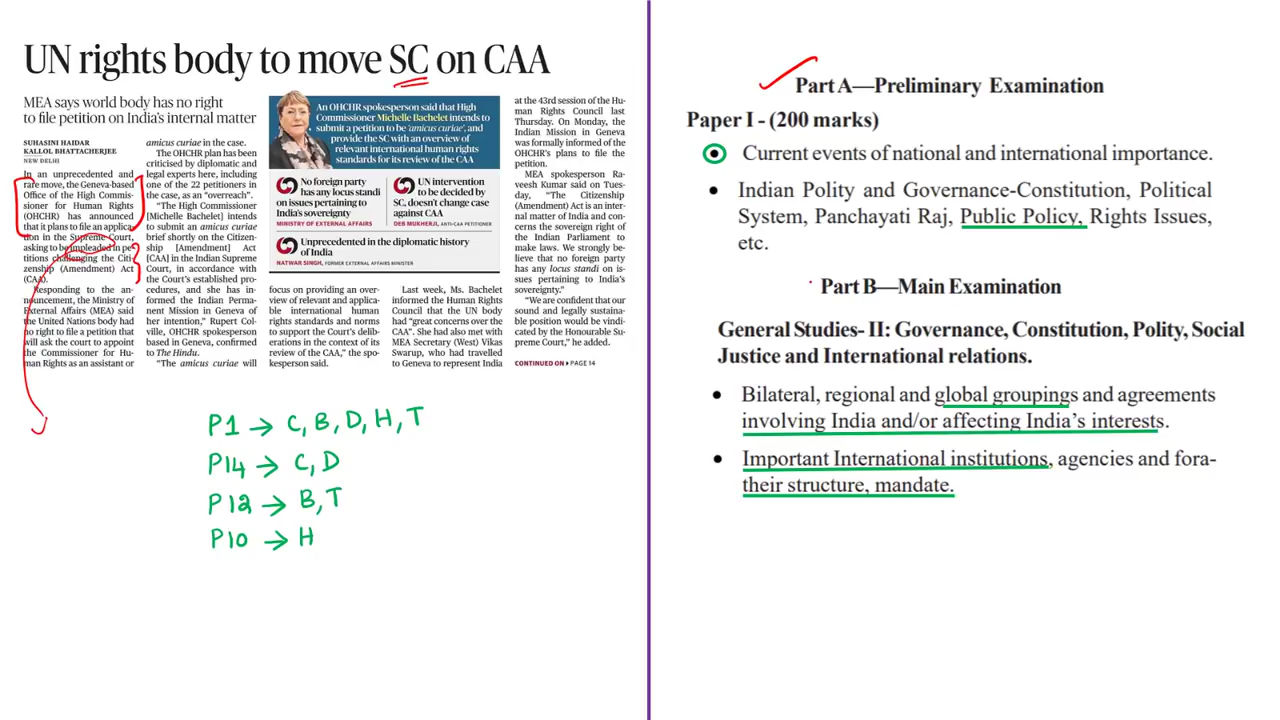 UN rights body to move SC on CAA
MEA says world body has no right
to file petition on India's internal matter
SUHASINI HAIDAR
KALLOL BHATTACHERJEE
NEW DELHI
In an unprecedented and
rare move, the Geneva-based
Office of the High Commis-
sioner for Human Rights
(OHCHR) has announced
that it plans to file an applica-
tion in the Supreme Court,
asking to be impleaded in pe-
titions challenging the Citi-
zenship (Amendment) Act
(CAA).
Responding to the an-
nouncement, the Ministry of
External Affairs (MEA) said
the United Nations body had
no right to file a petition that
will ask the court to appoint
the Commissioner for Hu-
man Rights as an assistant or
amicus curiae in the case.
The OHCHR plan has been
criticised by diplomatic and
legal experts here, including
one of the 22 petitioners in
the case, as an "overreach".
"The High Commissioner
[Michelle Bachelet] intends
to submit an amicus curiae
brief shortly on the Citizen-
ship [Amendment] Act
[CAA] in the Indian Supreme
Court, in accordance with
the Court's established pro-
cedures, and she has in-
formed the Indian Perma-
nent Mission in Geneva of
her intention," Rupert Col-
ville, OHCHR spokesperson
based in Geneva, confirmed
to The Hindu.
"The amicus curiae will
An OHCHR spokesperson said that High
Commissioner Michelle Bachelet intends to
submit a petition to be 'amicus curiae', and
provide the SC with an overview of
relevant international human rights
standards for its review of the CAA
No foreign party
has any locus standi
on issues pertaining to
India's sovereignty
MINISTRY OF EXTERNAL AFFAIRS
UN intervention
to be decided by
SC, doesn't change case
against CAA
DEB MUKHERJI, ANTI-CAA PETITIONER
Unprecedented in the diplomatic history
of India
NATWAR SINGH, FORMER EXTERNAL AFFAIRS MINISTER
focus on providing an over-
view of relevant and applica-
ble international human
rights standards and norms
to support the Court's delib-
erations in the context of its
review of the CAA," the spo-
kesperson said.
Last week, Ms. Bachelet
informed the Human Rights
Council that the UN body
had "great concerns over the
CAA". She had also met with
MEA Secretary (West) Vikas
Swarup, who had travelled
to Geneva to represent India
at the 43rd session of the Hu-
man Rights Council last
Thursday. On Monday, the
Indian Mission in Geneva
was formally informed of the
OHCHR's plans to file the
petition.
MEA spokesperson Ra-
veesh Kumar said on Tues-
day, "The Citizenship
(Amendment) Act is an inter-
nal matter of India and con-
cerns the sovereign right of
the Indian Parliament to
make laws. We strongly be-
lieve that no foreign party
has any locus standi on is-
sues pertaining to India's
sovereignty."
"We are confident that our
sound and legally sustaina-
ble position would be vindi-
cated by the Honourable Su-
preme Court," he added.
CONTINUED ON ▸ PAGE 14
P1 → C, B, D, H, T
P14 → C, D
P12 → B, T
P10 → H
Part A—Preliminary Examination
Paper I - (200 marks)
Current events of national and international importance.
• Indian Polity and Governance-Constitution, Political
System, Panchayati Raj, Public Policy, Rights Issues,
etc.
Part B—Main Examination
General Studies- II: Governance, Constitution, Polity, Social
Justice and International relations.
• Bilateral, regional and global groupings and agreements
involving India and/or affecting India's interests.
• Important International institutions, agencies and fora-
their structure, mandate.